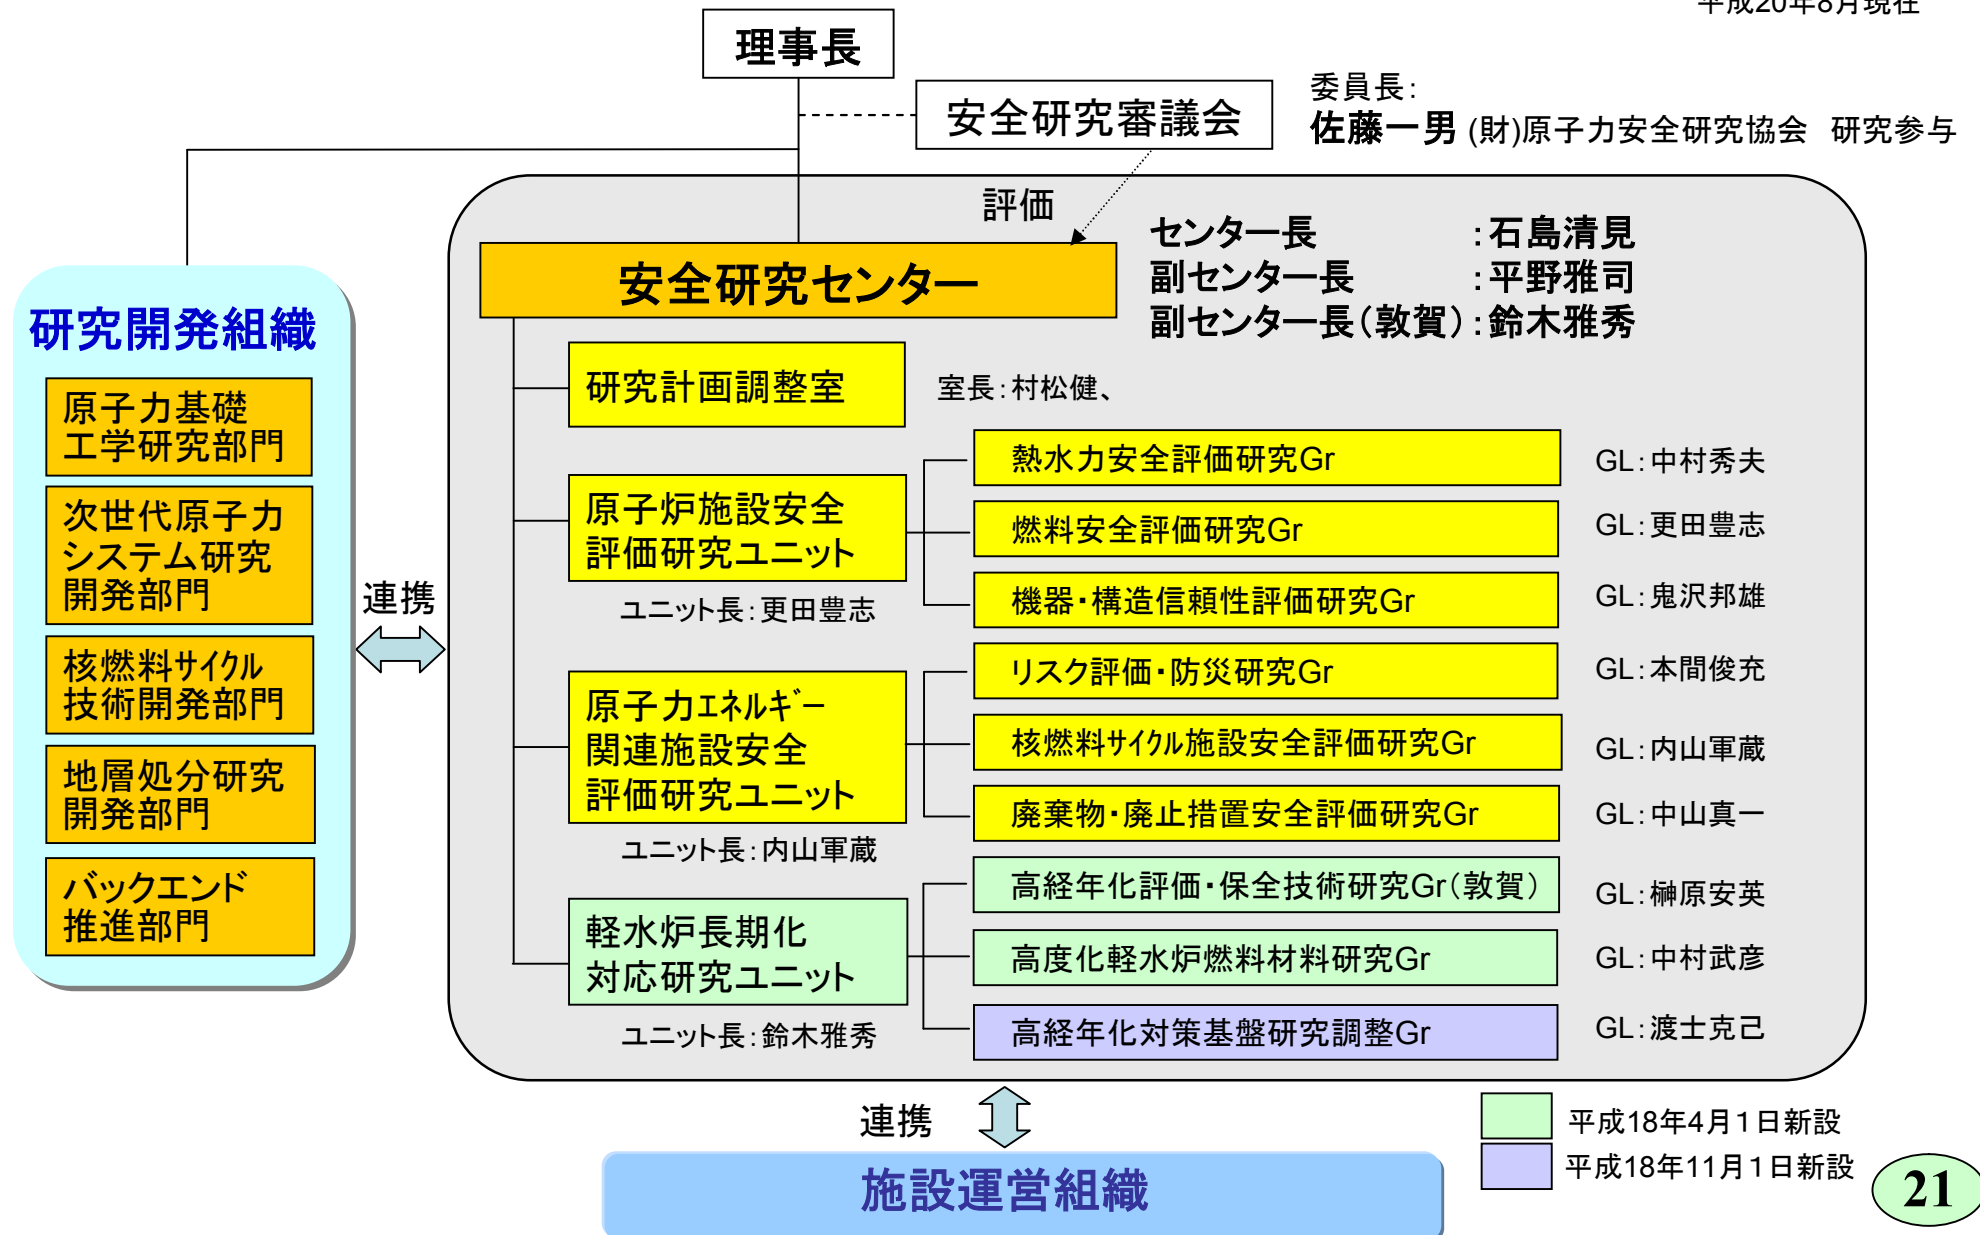 平成20年8月現在
理事長
安全研究審議会
委員長：
佐藤一男 (財)原子力安全研究協会　研究参与
評価
安全研究センター
センター長　：石島清見
副センター長　：平野雅司
副センター長（敦賀）：鈴木雅秀
研究開発組織
原子力基礎
工学研究部門
次世代原子力
システム研究
開発部門
核燃料サイクル
技術開発部門
地層処分研究
開発部門
バックエンド
推進部門
連携
研究計画調整室
室長：村松健、
原子炉施設安全
評価研究ユニット
ユニット長：更田豊志
熱水力安全評価研究Gr
GL：中村秀夫
燃料安全評価研究Gr
GL：更田豊志
機器・構造信頼性評価研究Gr
GL：鬼沢邦雄
原子力エネルギー
関連施設安全
評価研究ユニット
ユニット長：内山軍蔵
リスク評価・防災研究Gr
GL：本間俊充
核燃料サイクル施設安全評価研究Gr
GL：内山軍蔵
廃棄物・廃止措置安全評価研究Gr
GL：中山真一
軽水炉長期化
対応研究ユニット
ユニット長：鈴木雅秀
高経年化評価・保全技術研究Gr（敦賀）
GL：榊原安英
高度化軽水炉燃料材料研究Gr
GL：中村武彦
高経年化対策基盤研究調整Gr
GL：渡士克己
連携
施設運営組織
平成18年4月１日新設
平成18年11月１日新設
21